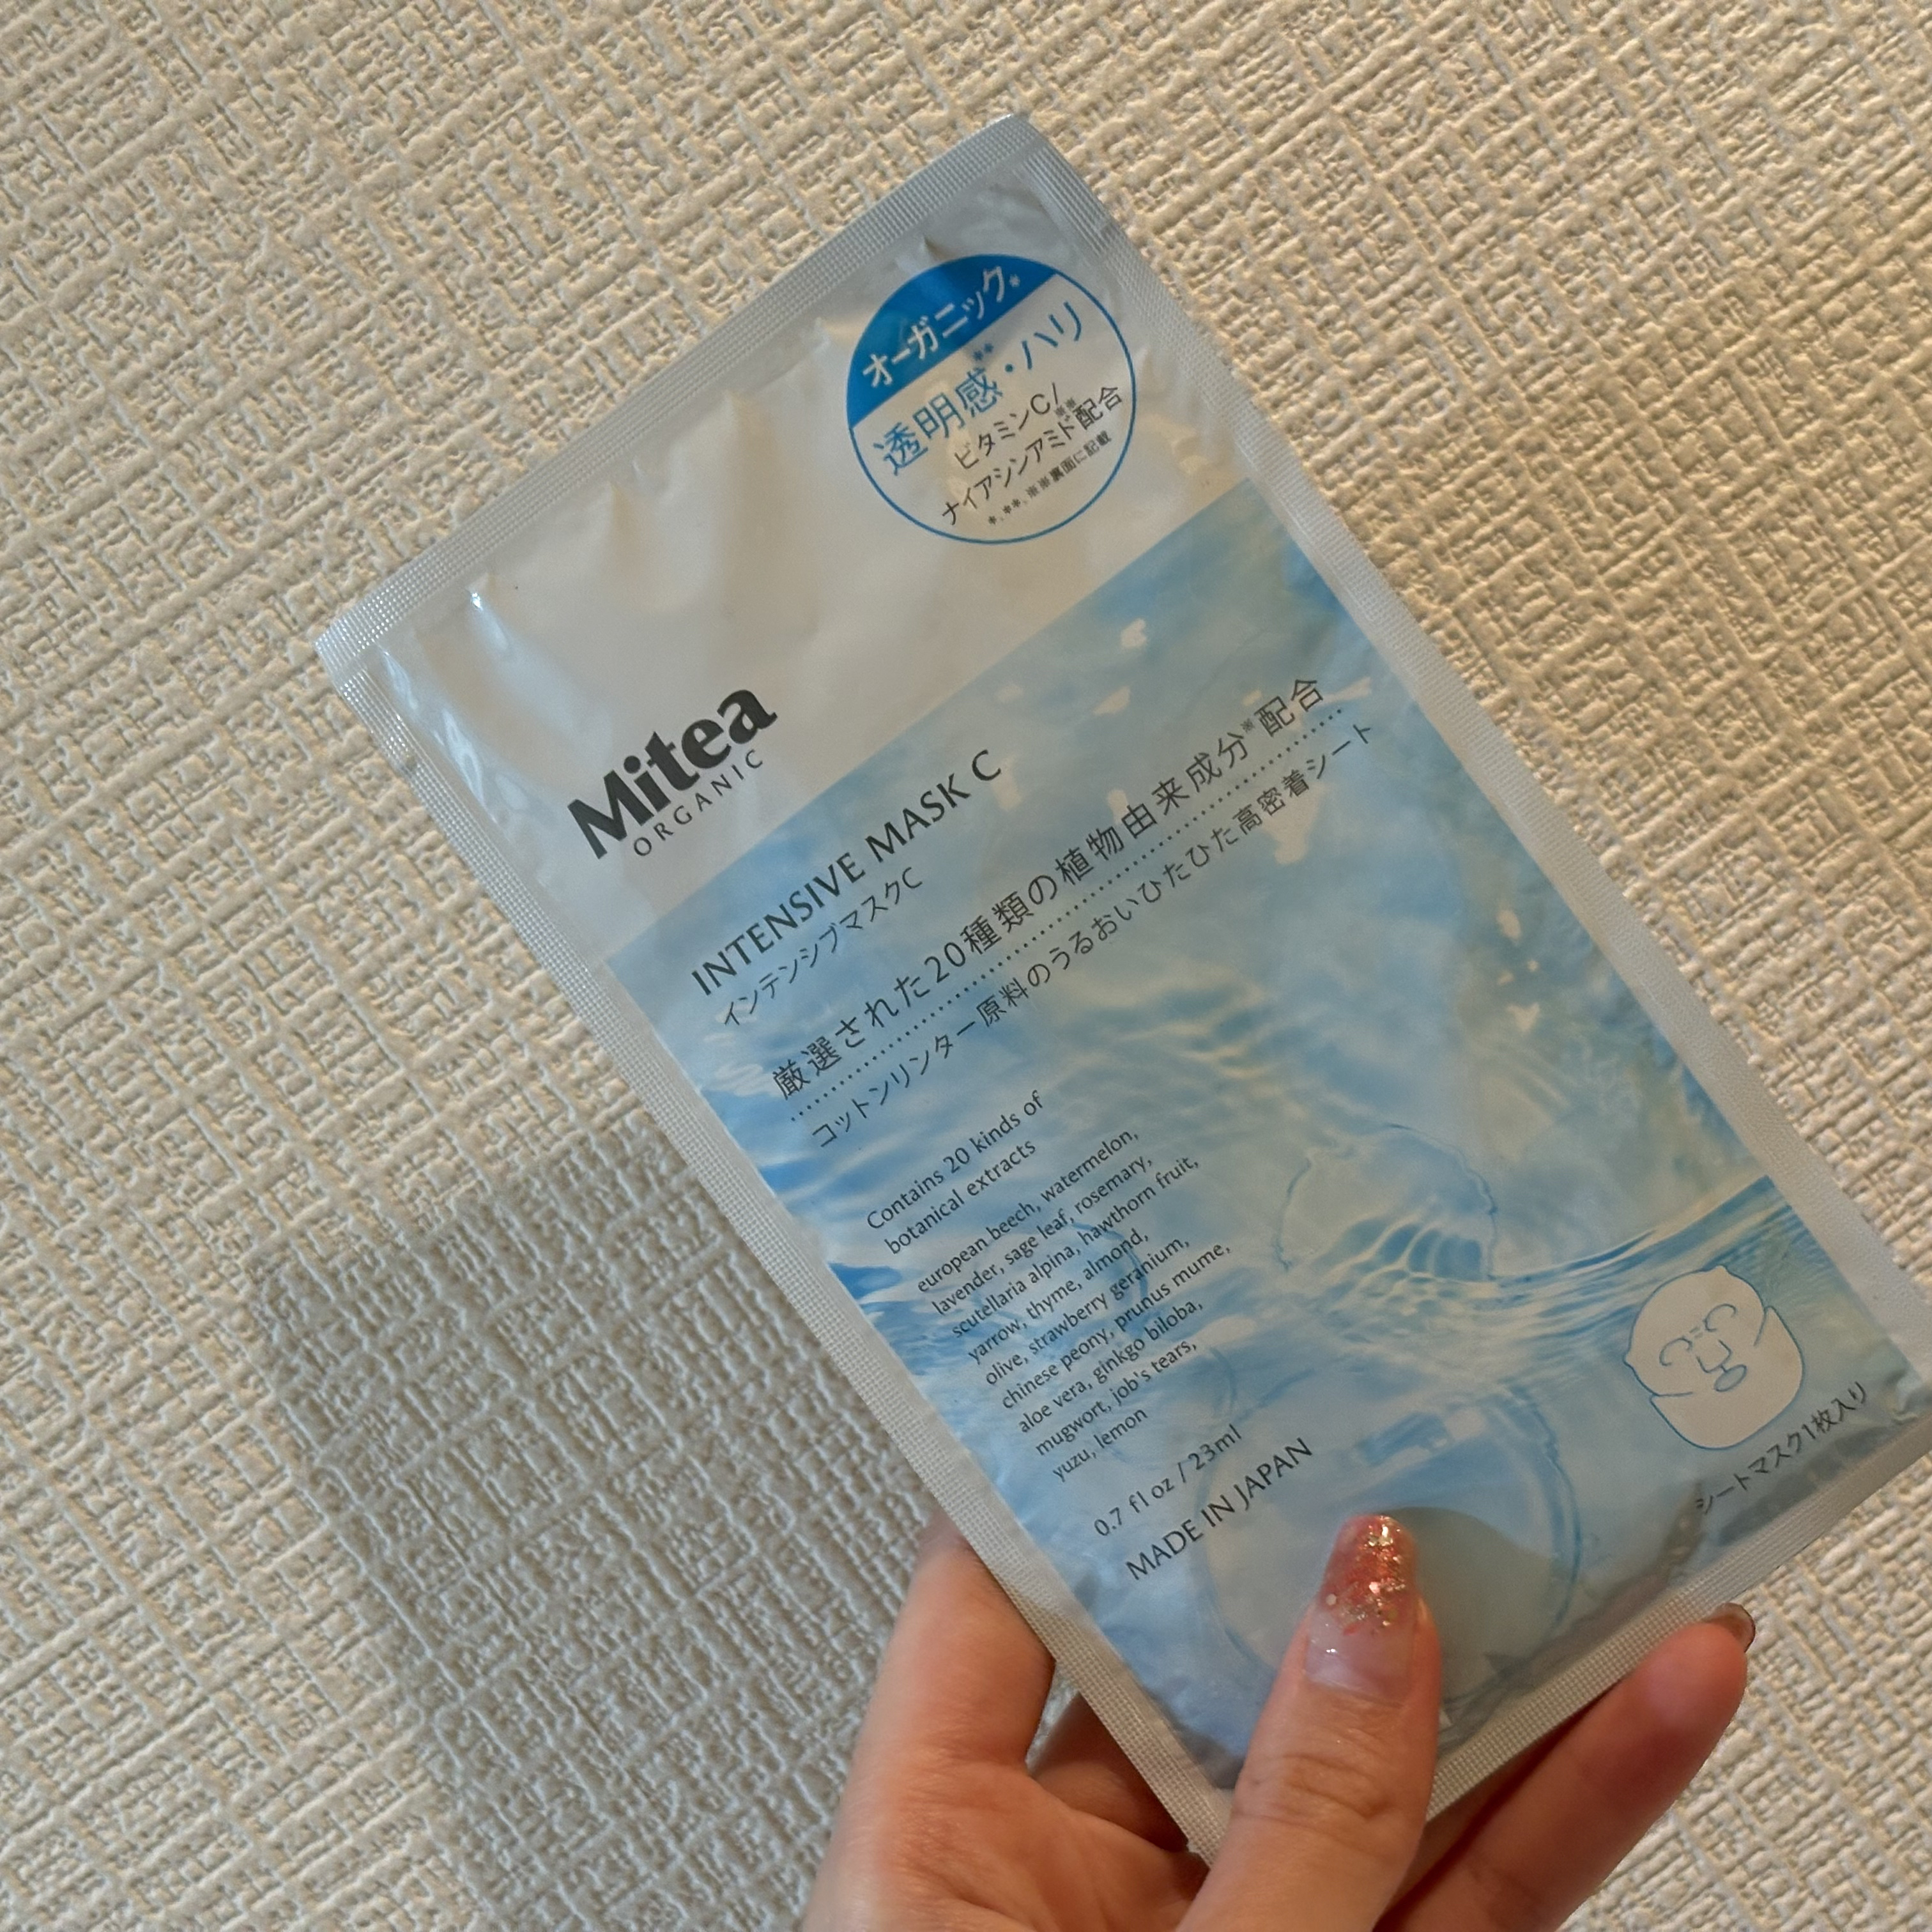 オーガニック*
透明感**・ハリ
ビタミンC/
ナイアシンアミド※※配合
*、**、※※裏面に記載
Mitea
ORGANIC
INTENSIVE MASK C
インテンシブマスクC
厳選された20種類の植物由来成分※配合
コットンリンター原料のうるおいひたひた高密着シート
Contains 20 kinds of
botanical extracts
european beech, watermelon,
lavender, sage leaf, rosemary,
scutellaria alpina, hawthorn fruit,
yarrow, thyme, almond,
olive, strawberry geranium,
chinese peony, prunus mume,
aloe vera, ginkgo biloba,
mugwort, job's tears,
yuzu, lemon
0.7 fl oz / 23ml
MADE IN JAPAN
シートマスク1枚入り